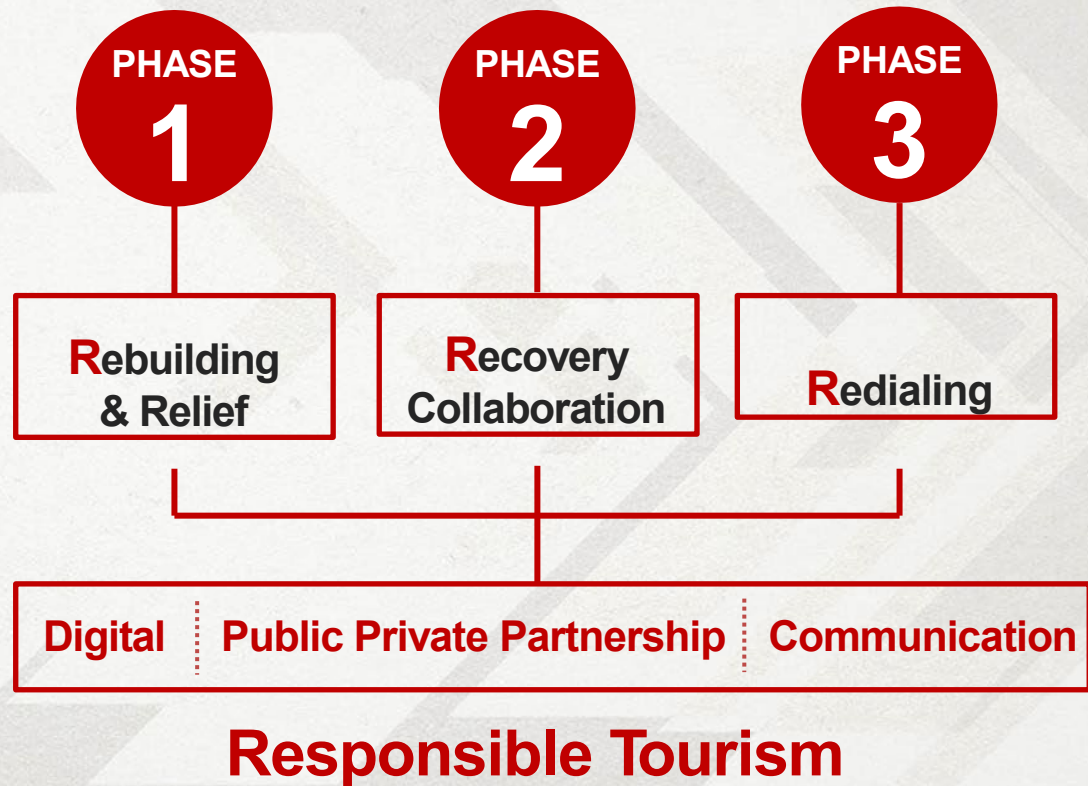 PHASE
1
PHASE
2
PHASE
3
Rebuilding
& Relief
Recovery
Collaboration
Redialing
Digital
Public Private Partnership
Communication
Responsible Tourism